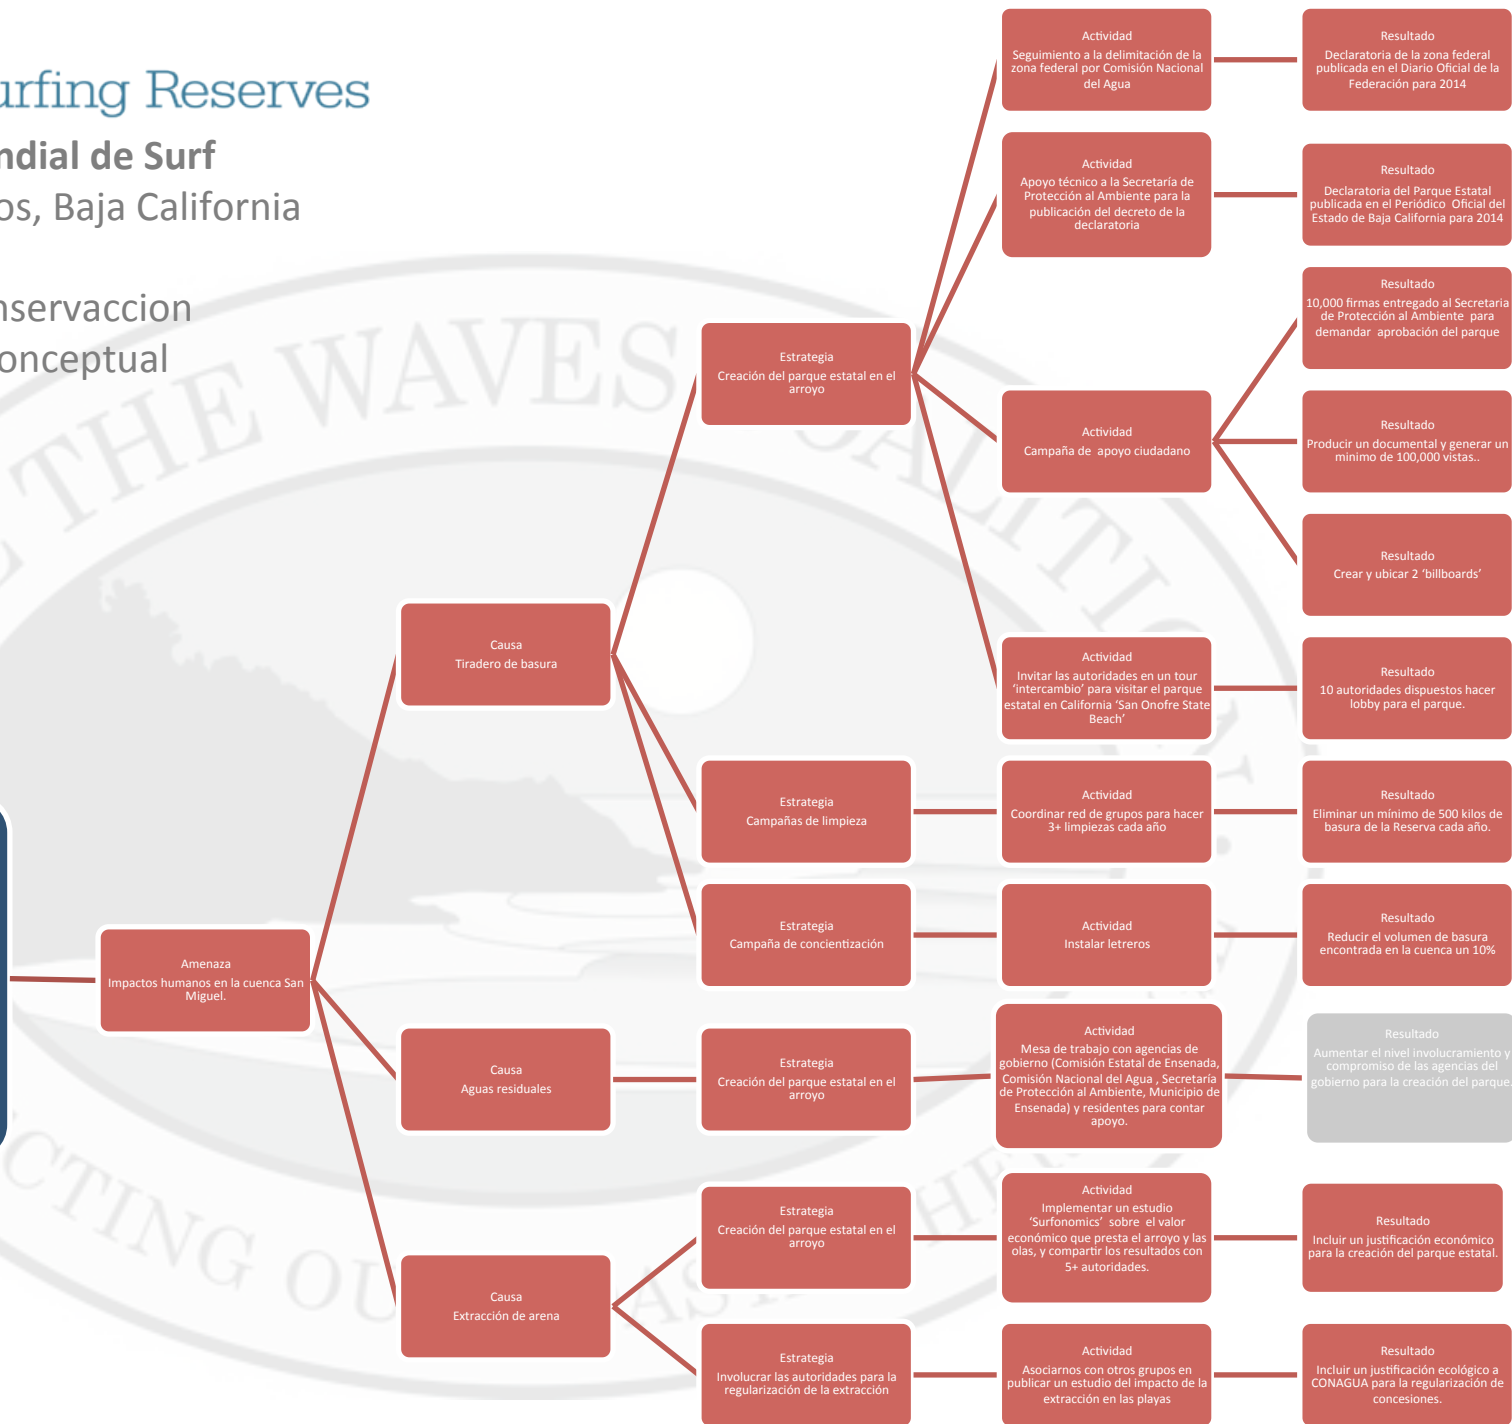 urfing Reserves
ndial de Surf
os, Baja California
nservaccion
onceptual
THE WAVES COALITION
CTING OU AST HE
Amenaza
Impactos humanos en la cuenca San
Miguel.
Causa
Tiradero de basura
Causa
Aguas residuales
Causa
Extracción de arena
Estrategia
Creación del parque estatal en el
arroyo
Estrategia
Campañas de limpieza
Estrategia
Campaña de concientización
Estrategia
Creación del parque estatal en el
arroyo
Estrategia
Creación del parque estatal en el
arroyo
Estrategia
Involucrar las autoridades para la
regularización de la extracción
Actividad
Seguimiento a la delimitación de la
zona federal por Comisión Nacional
del Agua
Actividad
Apoyo técnico a la Secretaría de
Protección al Ambiente para la
publicación del decreto de la
declaratoria
Actividad
Campaña de  apoyo ciudadano
Actividad
Invitar las autoridades en un tour
‘intercambio’ para visitar el parque
estatal en California ‘San Onofre State
Beach’
Actividad
Coordinar red de grupos para hacer
3+ limpiezas cada año
Actividad
Instalar letreros
Actividad
Mesa de trabajo con agencias de
gobierno (Comisión Estatal de Ensenada,
Comisión Nacional del Agua , Secretaría
de Protección al Ambiente, Municipio de
Ensenada) y residentes para contar
apoyo.
Actividad
Implementar un estudio
‘Surfonomics’  sobre  el valor
económico que presta el arroyo y las
olas, y compartir los resultados con
5+ autoridades.
Actividad
Asociarnos con otros grupos en
publicar un estudio del impacto de la
extracción en las playas
Resultado
Declaratoria de la zona federal
publicada en el Diario Oficial de la
Federación para 2014
Resultado
Declaratoria del Parque Estatal
publicada en el Periódico  Oficial del
Estado de Baja California para 2014
Resultado
10,000 firmas entregado al Secretaria
de Protección al Ambiente  para
demandar  aprobación del parque
Resultado
Producir un documental y generar un
minimo de 100,000 vistas..
Resultado
Crear y ubicar 2 ‘billboards’
Resultado
10 autoridades dispuestos hacer
lobby para el parque.
Resultado
Eliminar un mínimo de 500 kilos de
basura de la Reserva cada año.
Resultado
Reducir el volumen de basura
encontrada en la cuenca un 10%
Resultado
Aumentar el nivel involucramiento y
compromiso de las agencias del
gobierno para la creación del parque.
Resultado
Incluir un justificación económico
para la creación del parque estatal.
Resultado
Incluir un justificación ecológico a
CONAGUA para la regularización de
concesiones.